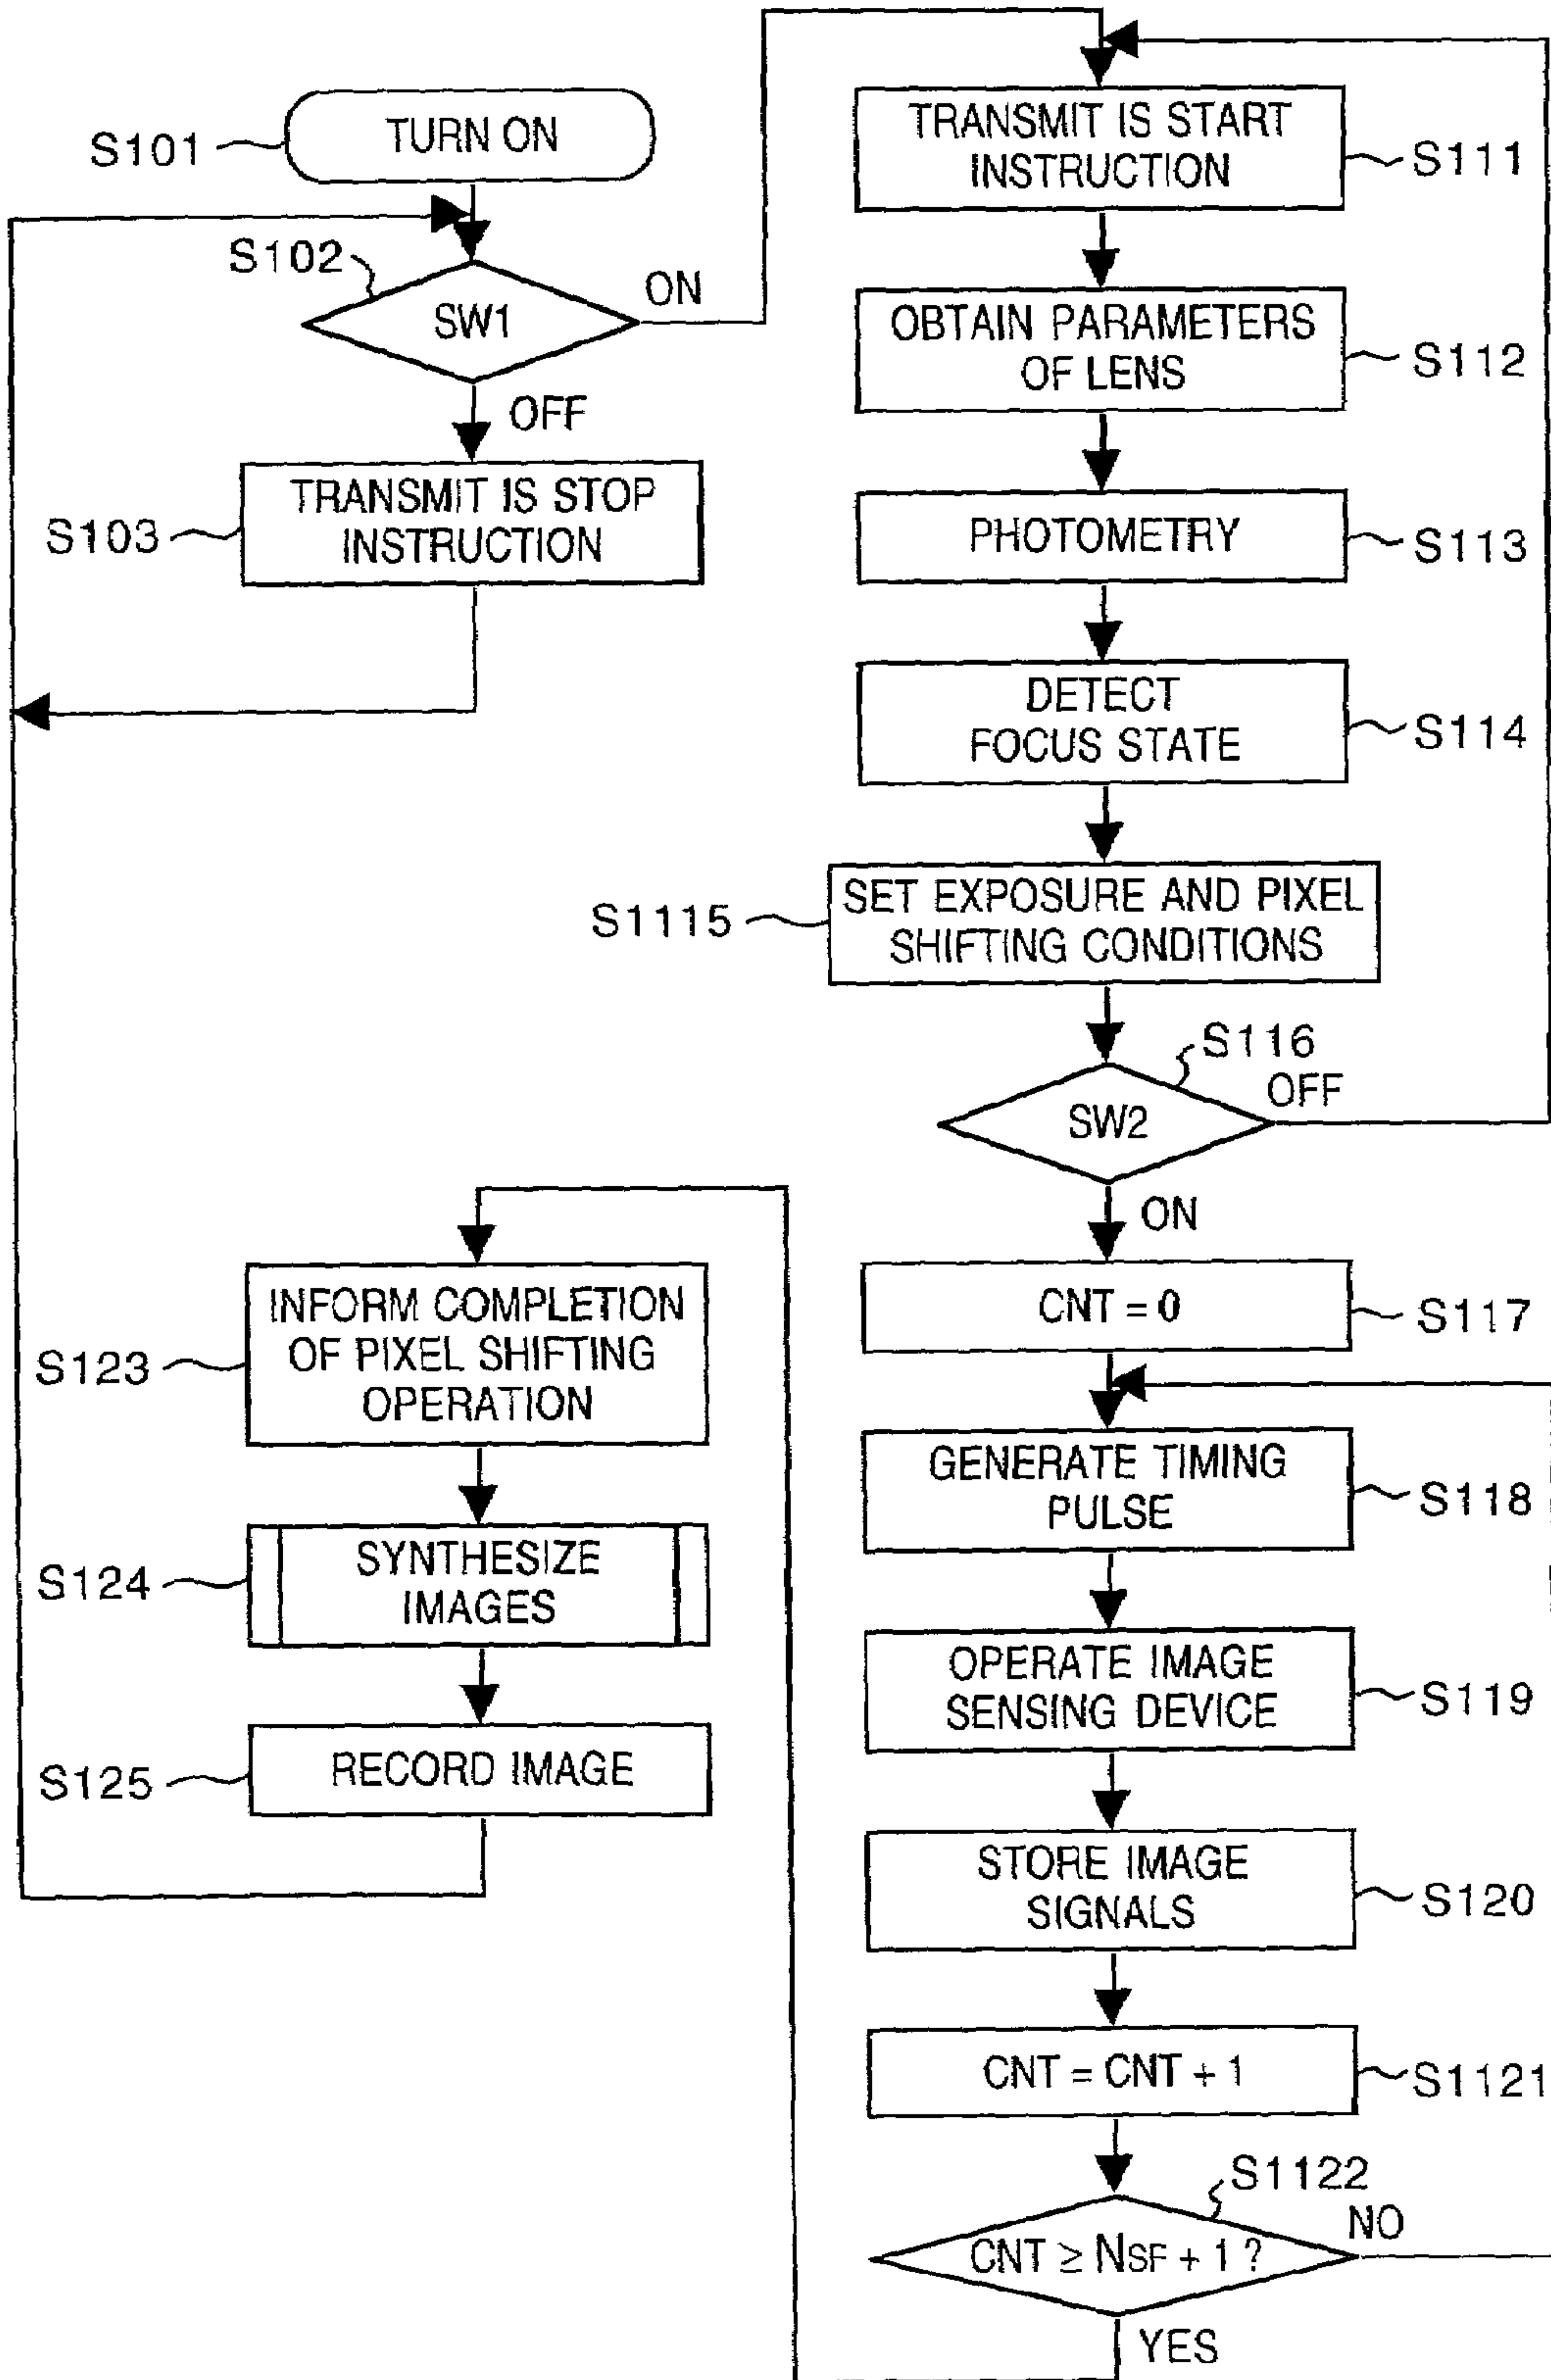 S101
TURN ON
S102
SW1
ON
OFF
S103
TRANSMIT IS STOP
INSTRUCTION
TRANSMIT IS START
INSTRUCTION
S111
OBTAIN PARAMETERS
OF LENS
S112
PHOTOMETRY
S113
DETECT
FOCUS STATE
S114
S1115
SET EXPOSURE AND PIXEL
SHIFTING CONDITIONS
S116
SW2
OFF
ON
CNT = 0
S117
GENERATE TIMING
PULSE
S118
OPERATE IMAGE
SENSING DEVICE
S119
STORE IMAGE
SIGNALS
S120
CNT = CNT + 1
S1121
S1122
CNT ≥ NSF + 1 ?
NO
YES
S123
INFORM COMPLETION
OF PIXEL SHIFTING
OPERATION
S124
SYNTHESIZE
IMAGES
S125
RECORD IMAGE